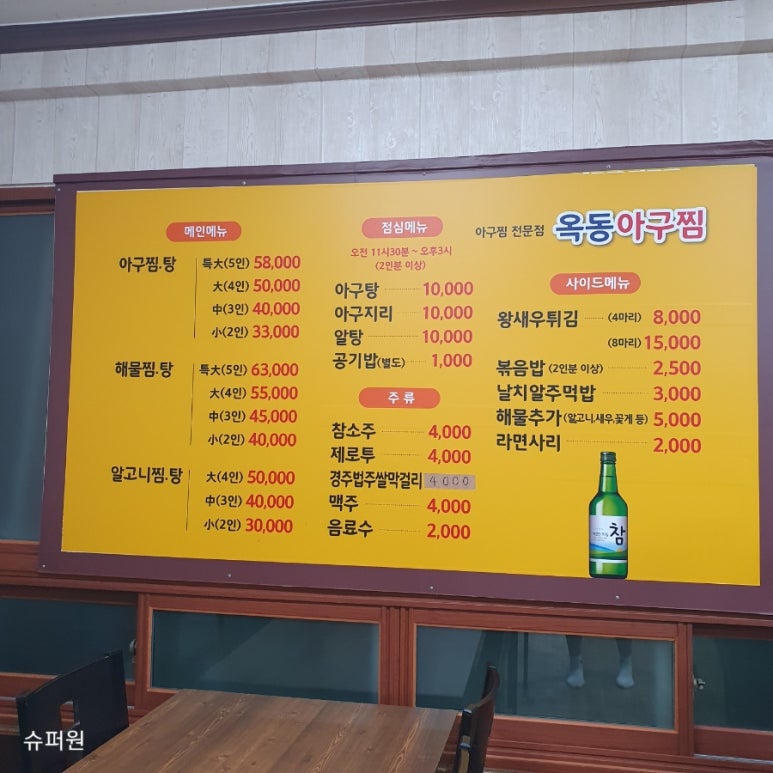 메인메뉴
아구찜.탕 특大(5인) 58,000
大(4인) 50,000
中(3인) 40,000
小(2인) 33,000
해물찜.탕 특大(5인) 63,000
大(4인) 55,000
中(3인) 45,000
小(2인) 40,000
알고니찜.탕 大(4인) 50,000
中(3인) 40,000
小(2인) 30,000
점심메뉴
오전 11시30분 ~ 오후3시
(2인분 이상)
아구탕 10,000
아구지리 10,000
알탕 10,000
공기밥(별도) 1,000
주 류
참소주 4,000
제로투 4,000
경주법주쌀막걸리 4000
맥주 4,000
음료수 2,000
아구찜 전문점 옥동아구찜
사이드메뉴
왕새우튀김 (4마리) 8,000
(8마리) 15,000
볶음밥 (2인분 이상) 2,500
날치알주먹밥 3,000
해물추가(알고니,새우,꽃게 등) 5,000
라면사리 2,000
참
슈퍼원